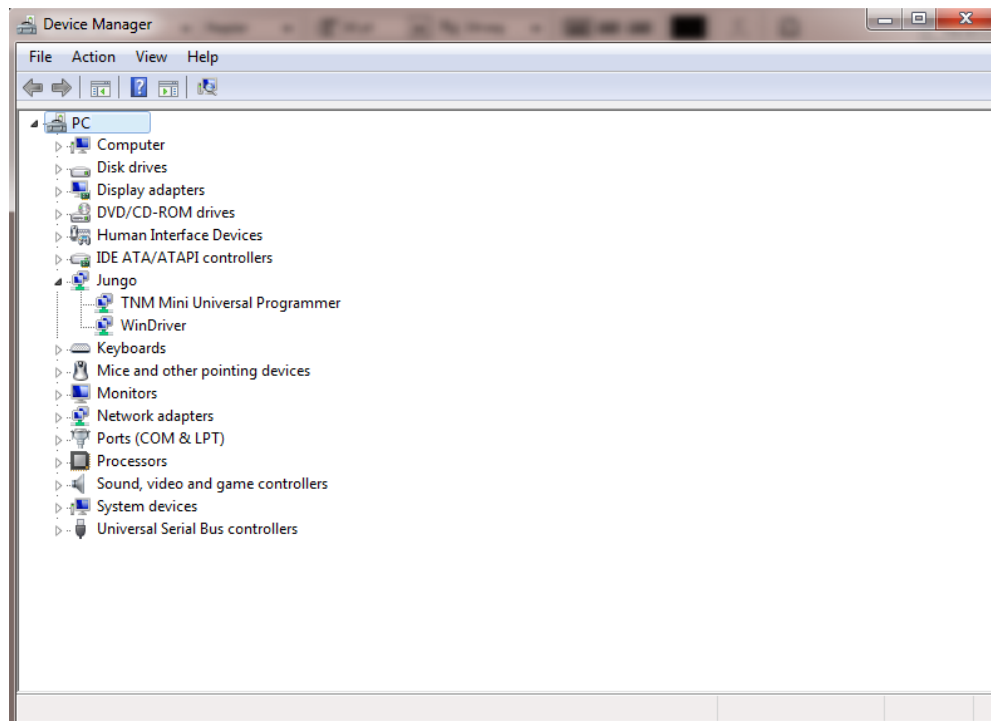 Device Manager
File Action View Help
PC
Computer
Disk drives
Display adapters
DVD/CD-ROM drives
Human Interface Devices
IDE ATA/ATAPI controllers
Jungo
TNM Mini Universal Programmer
WinDriver
Keyboards
Mice and other pointing devices
Monitors
Network adapters
Ports (COM & LPT)
Processors
Sound, video and game controllers
System devices
Universal Serial Bus controllers